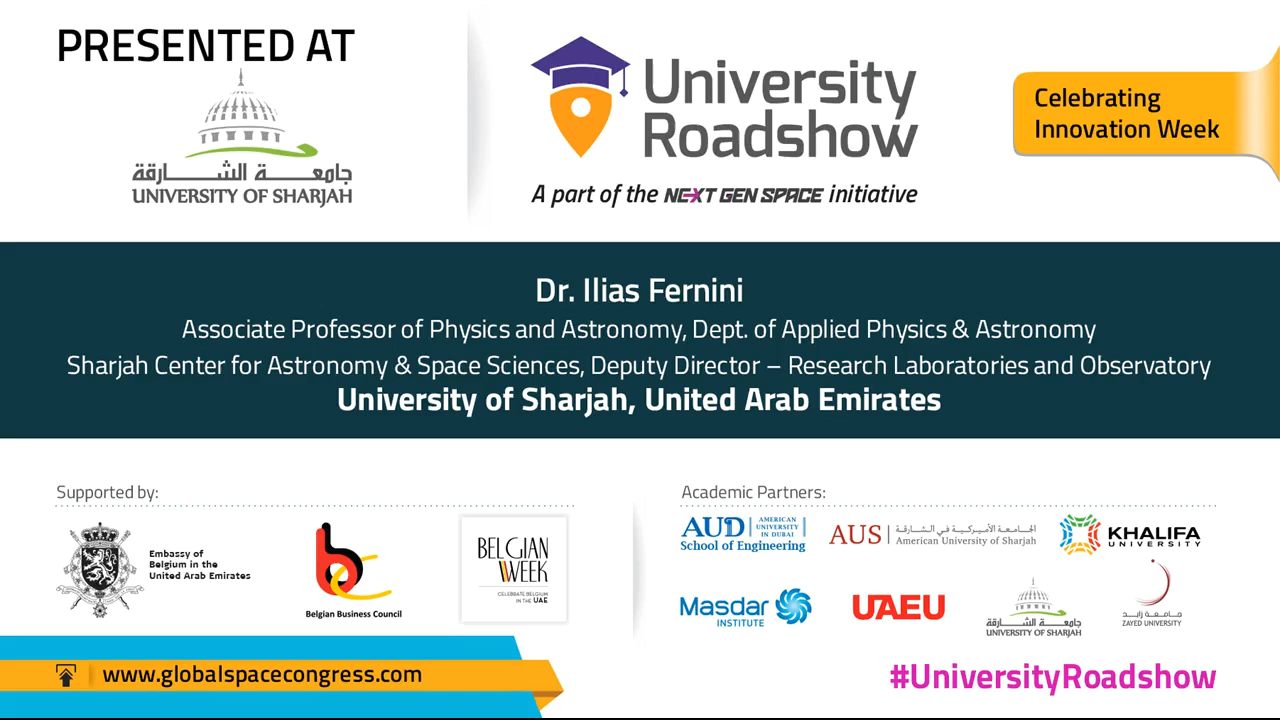 PRESENTED AT
جامعة الشارقة
UNIVERSITY OF SHARJAH
University
Roadshow
A part of the NEXT GEN SPACE initiative
Celebrating
Innovation Week
Dr. Ilias Fernini
Associate Professor of Physics and Astronomy, Dept. of Applied Physics & Astronomy
Sharjah Center for Astronomy & Space Sciences, Deputy Director – Research Laboratories and Observatory
University of Sharjah, United Arab Emirates
Supported by:
Embassy of
Belgium in the
United Arab Emirates
Belgian Business Council
BELGIAN
WEEK
CELEBRATE BELGIUM
IN THE UAE
Academic Partners:
AUD
AMERICAN
UNIVERSITY
IN DUBAI
School of Engineering
AUS
الجامعة الأميركية في الشارقة
American University of Sharjah
KHALIFA
UNIVERSITY
Masdar
INSTITUTE
UAEU
جامعة الشارقة
UNIVERSITY OF SHARJAH
جامعة زايد
ZAYED UNIVERSITY
www.globalspacecongress.com
#UniversityRoadshow